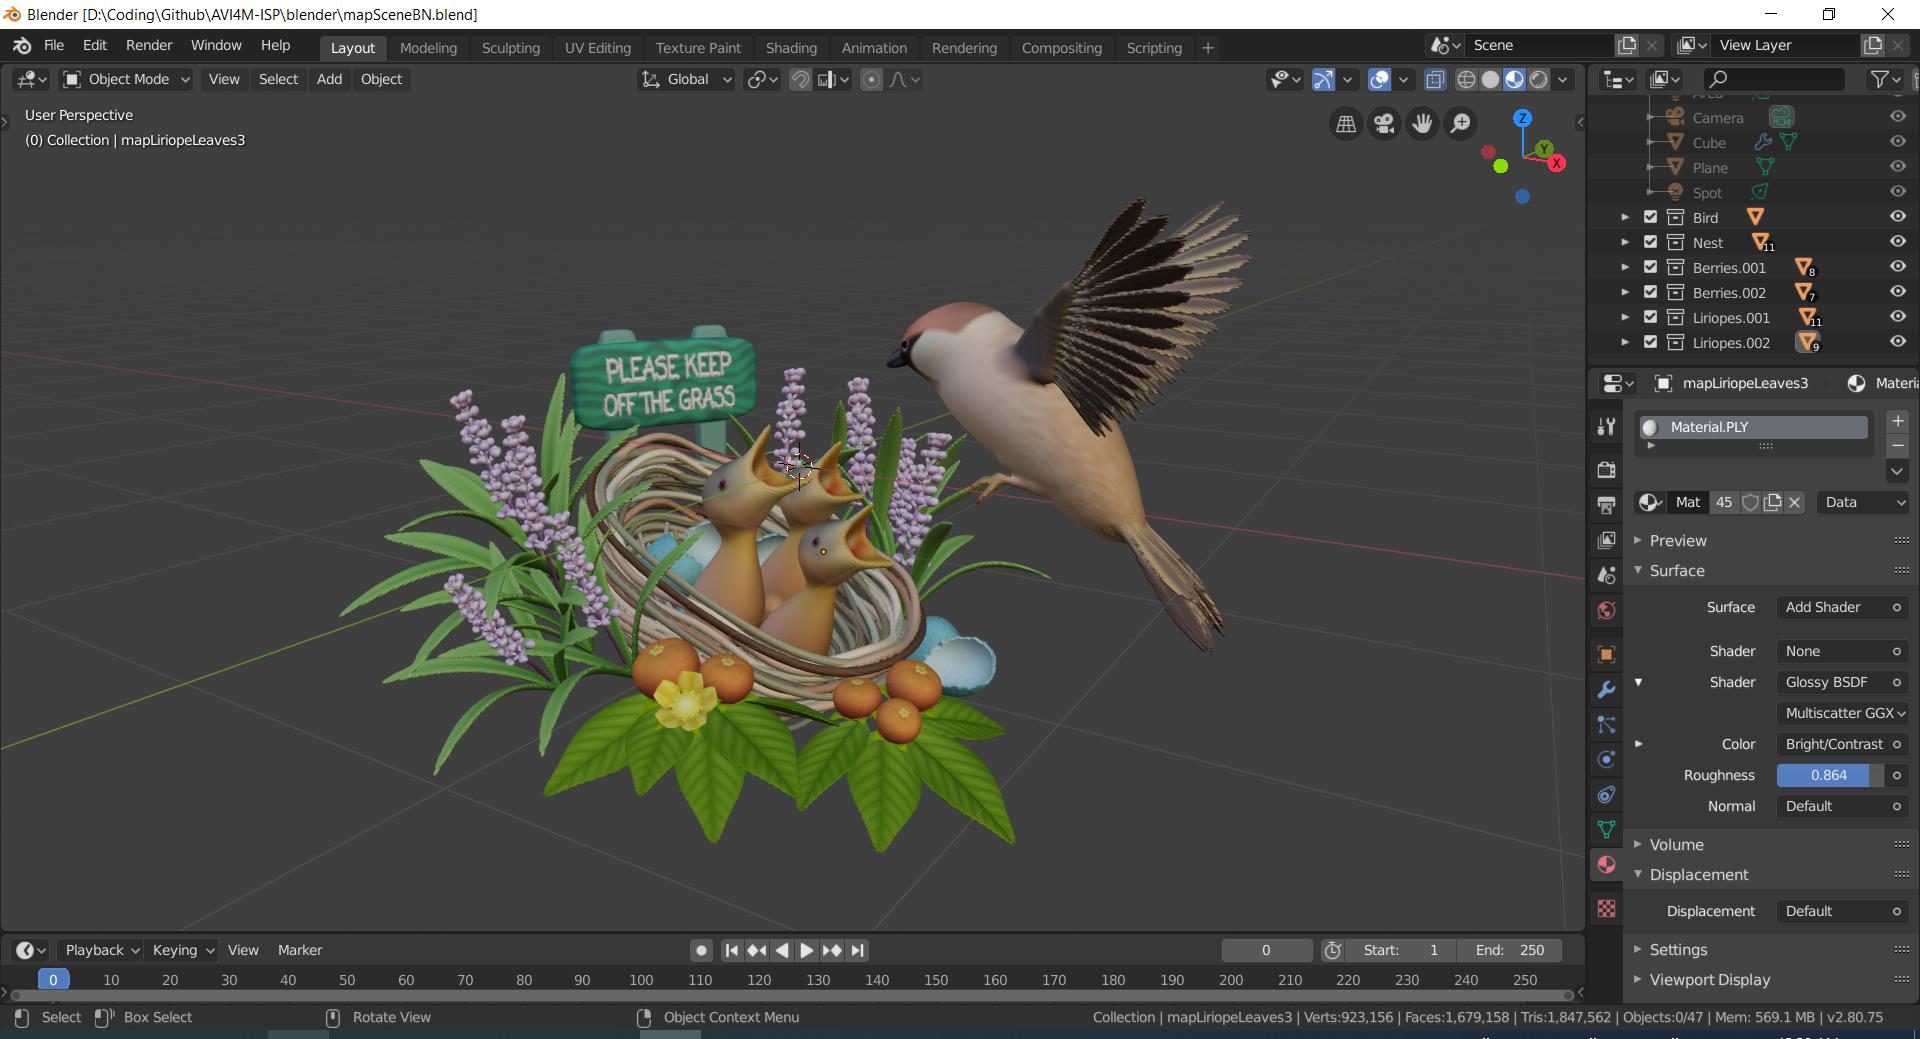 Blender [D:\Coding\Github\AVI4M-ISP\blender\mapSceneBN.blend]
File Edit Render Window Help Layout Modeling Sculpting UV Editing Texture Paint Shading Animation Rendering Compositing Scripting + Scene View Layer
Object Mode View Select Add Object Global
User Perspective
(0) Collection | mapLiriopeLeaves3
Z
Y
X
PLEASE KEEP
OFF THE GRASS
Area
Camera
Cube
Plane
Spot
Bird
Nest 11
Berries.001 8
Berries.002 7
Liriopes.001 11
Liriopes.002 9
mapLiriopeLeaves3 Materia
Material.PLY
Mat 45 Data
Preview
Surface
Surface Add Shader
Shader None
Shader Glossy BSDF
Multiscatter GGX
Color Bright/Contrast
Roughness 0.864
Normal Default
Volume
Displacement
Displacement Default
Settings
Viewport Display
Playback Keying View Marker 0 Start: 1 End: 250
0 10 20 30 40 50 60 70 80 90 100 110 120 130 140 150 160 170 180 190 200 210 220 230 240 250
Select Box Select Rotate View Object Context Menu Collection | mapLiriopeLeaves3 | Verts:923,156 | Faces:1,679,158 | Tris:1,847,562 | Objects:0/47 | Mem: 569.1 MB | v2.80.75